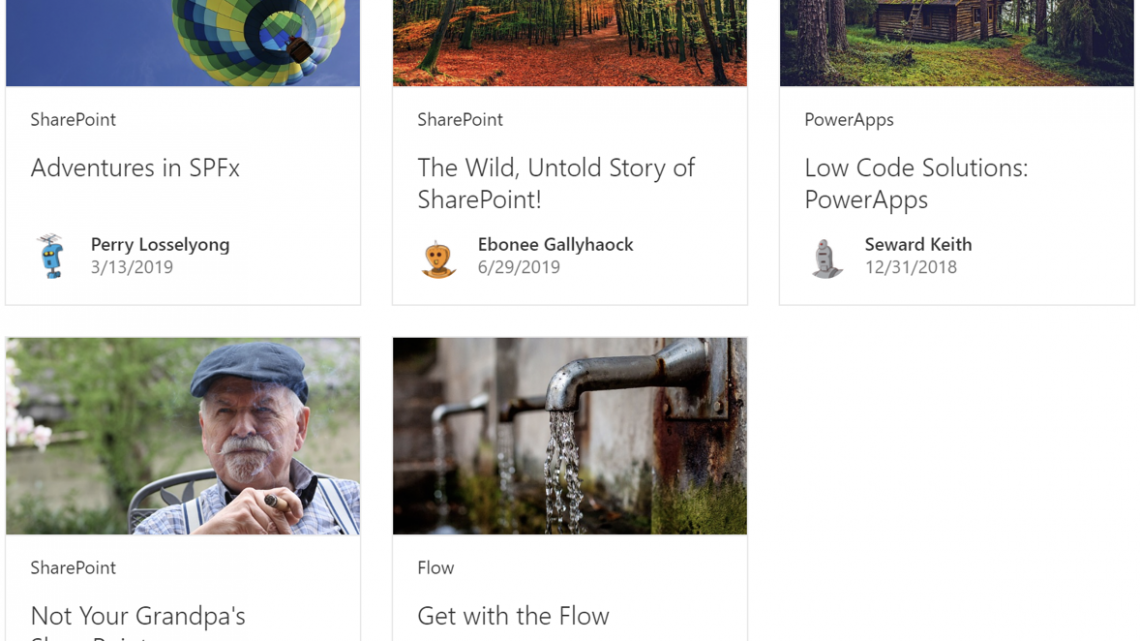 SharePoint
Adventures in SPFx
Perry Losselyong
3/13/2019
SharePoint
The Wild, Untold Story of
SharePoint!
Ebonee Gallyhaock
6/29/2019
PowerApps
Low Code Solutions:
PowerApps
Seward Keith
12/31/2018
SharePoint
Not Your Grandpa's
Flow
Get with the Flow